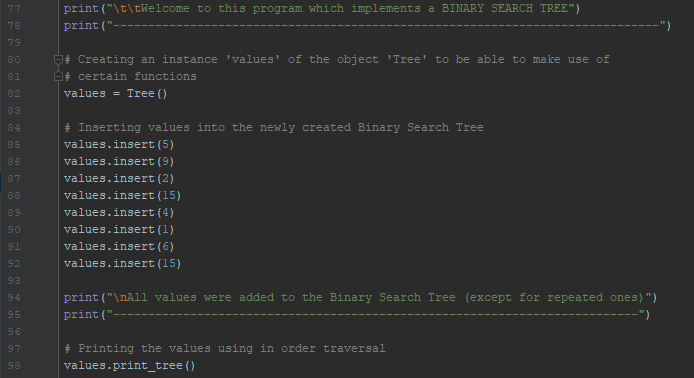 77 print("\t\tWelcome to this program which implements a BINARY SEARCH TREE")
78 print("------------------------------------------------------------------------------")
79
80 # Creating an instance 'values' of the object 'Tree' to be able to make use of
81 # certain functions
82 values = Tree()
83
84 # Inserting values into the newly created Binary Search Tree
85 values.insert(5)
86 values.insert(9)
87 values.insert(2)
88 values.insert(15)
89 values.insert(4)
90 values.insert(1)
91 values.insert(6)
92 values.insert(15)
93
94 print("\nAll values were added to the Binary Search Tree (except for repeated ones)")
95 print("---------------------------------------------------------------------------")
96
97 # Printing the values using in order traversal
98 values.print_tree()